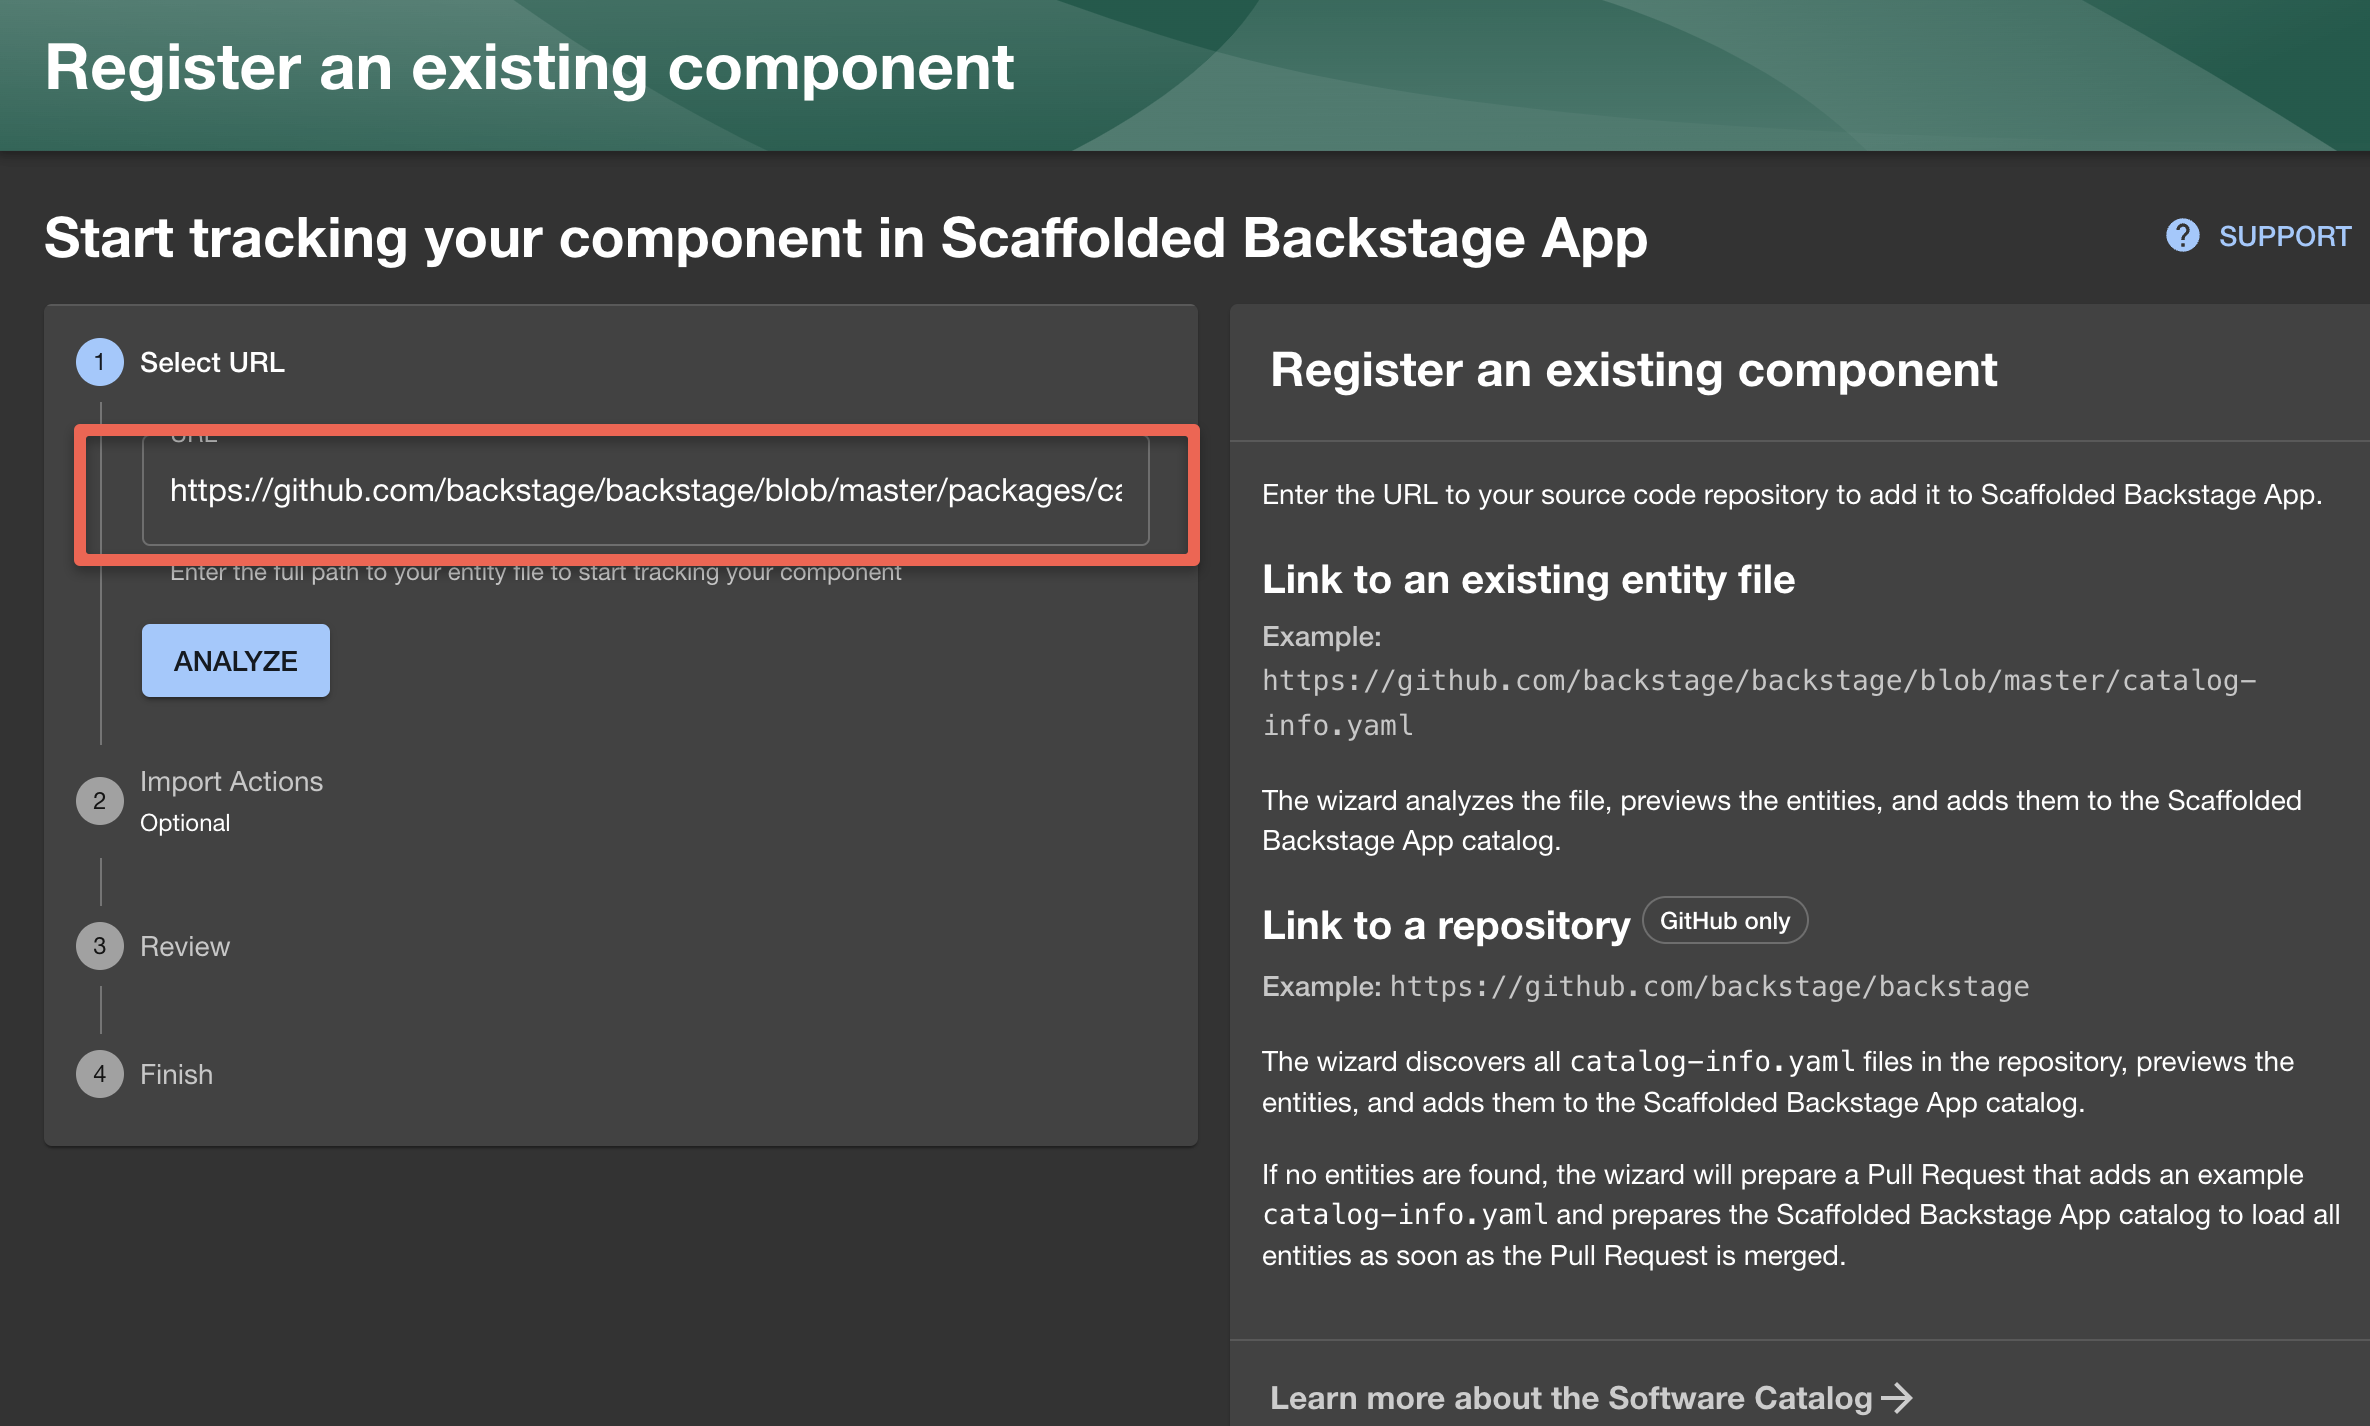 Register an existing component
Start tracking your component in Scaffolded Backstage App
SUPPORT
1 Select URL
URL
https://github.com/backstage/backstage/blob/master/packages/ca
Enter the full path to your entity file to start tracking your component
ANALYZE
2 Import Actions
Optional
3 Review
4 Finish
Register an existing component
Enter the URL to your source code repository to add it to Scaffolded Backstage App.
Link to an existing entity file
Example:
https://github.com/backstage/backstage/blob/master/catalog-
info.yaml
The wizard analyzes the file, previews the entities, and adds them to the Scaffolded
Backstage App catalog.
Link to a repository GitHub only
Example: https://github.com/backstage/backstage
The wizard discovers all catalog-info.yaml files in the repository, previews the
entities, and adds them to the Scaffolded Backstage App catalog.
If no entities are found, the wizard will prepare a Pull Request that adds an example
catalog-info.yaml and prepares the Scaffolded Backstage App catalog to load all
entities as soon as the Pull Request is merged.
Learn more about the Software Catalog